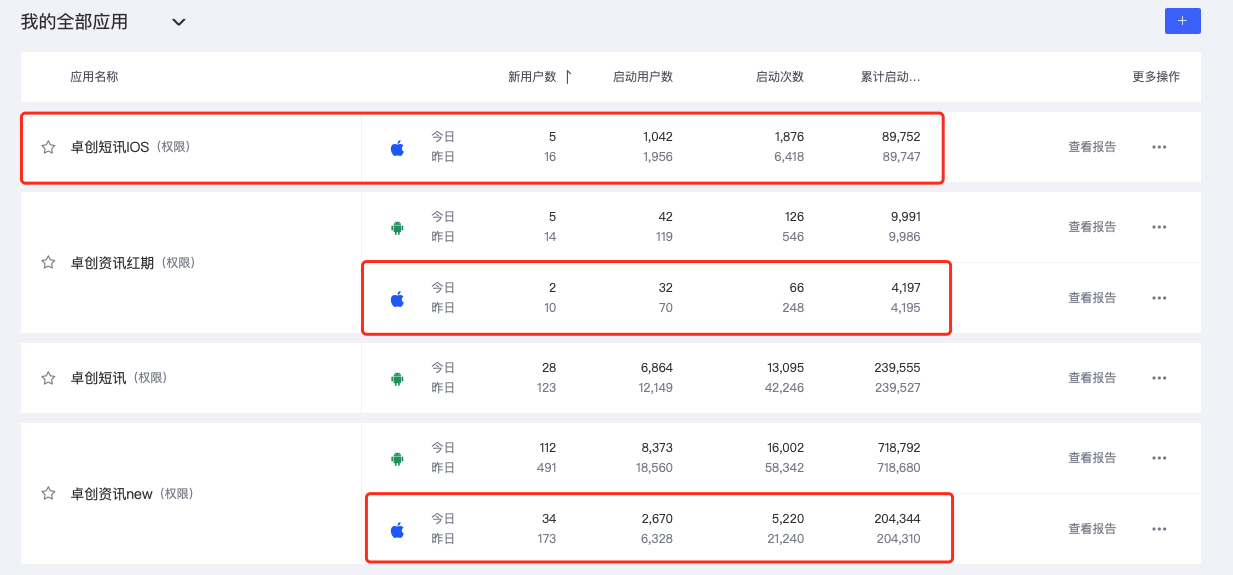 我的全部应用
应用名称 新用户数 启动用户数 启动次数 累计启动... 更多操作
卓创短讯IOS (权限) 今日 5 1,042 1,876 89,752 查看报告
昨日 16 1,956 6,418 89,747
今日 5 42 126 9,991 查看报告
昨日 14 119 546 9,986
卓创资讯红期 (权限)
今日 2 32 66 4,197 查看报告
昨日 10 70 248 4,195
卓创短讯 (权限) 今日 28 6,864 13,095 239,555 查看报告
昨日 123 12,149 42,246 239,527
今日 112 8,373 16,002 718,792 查看报告
昨日 491 18,560 58,342 718,680
卓创资讯new (权限)
今日 34 2,670 5,220 204,344 查看报告
昨日 173 6,328 21,240 204,310